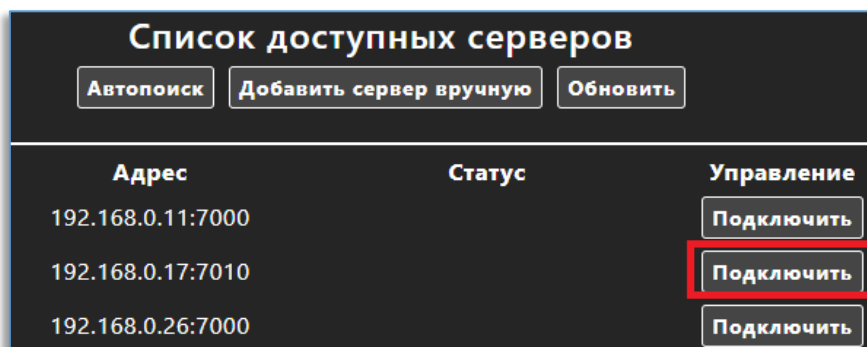 Список доступных серверов
Автопоиск Добавить сервер вручную Обновить
Адрес Статус Управление
192.168.0.11:7000 Подключить
192.168.0.17:7010 Подключить
192.168.0.26:7000 Подключить